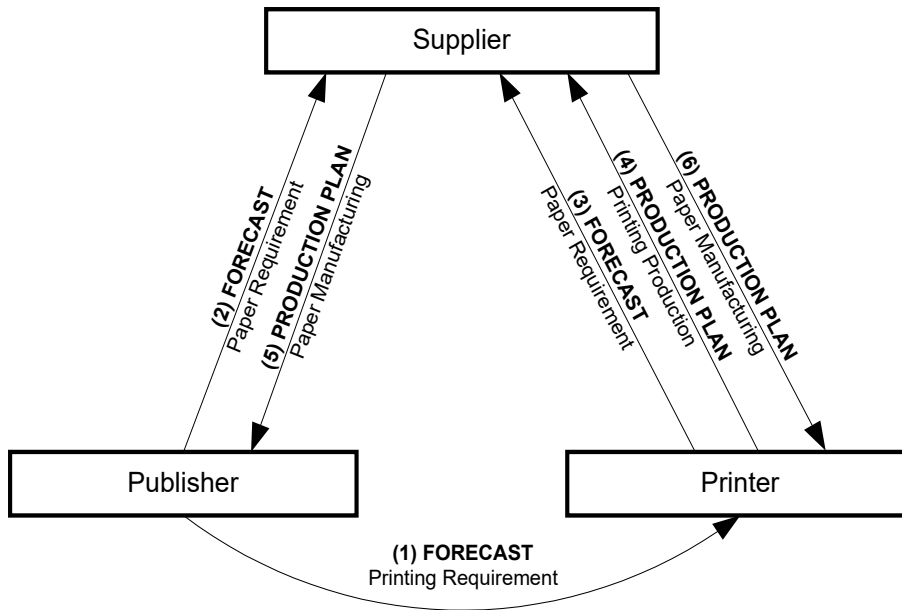 Supplier
(2) FORECAST
Paper Requirement
(5) PRODUCTION PLAN
Paper Manufacturing
(3) FORECAST
Paper Requirement
(4) PRODUCTION PLAN
Printing Production
(6) PRODUCTION PLAN
Paper Manufacturing
Publisher
Printer
(1) FORECAST
Printing Requirement